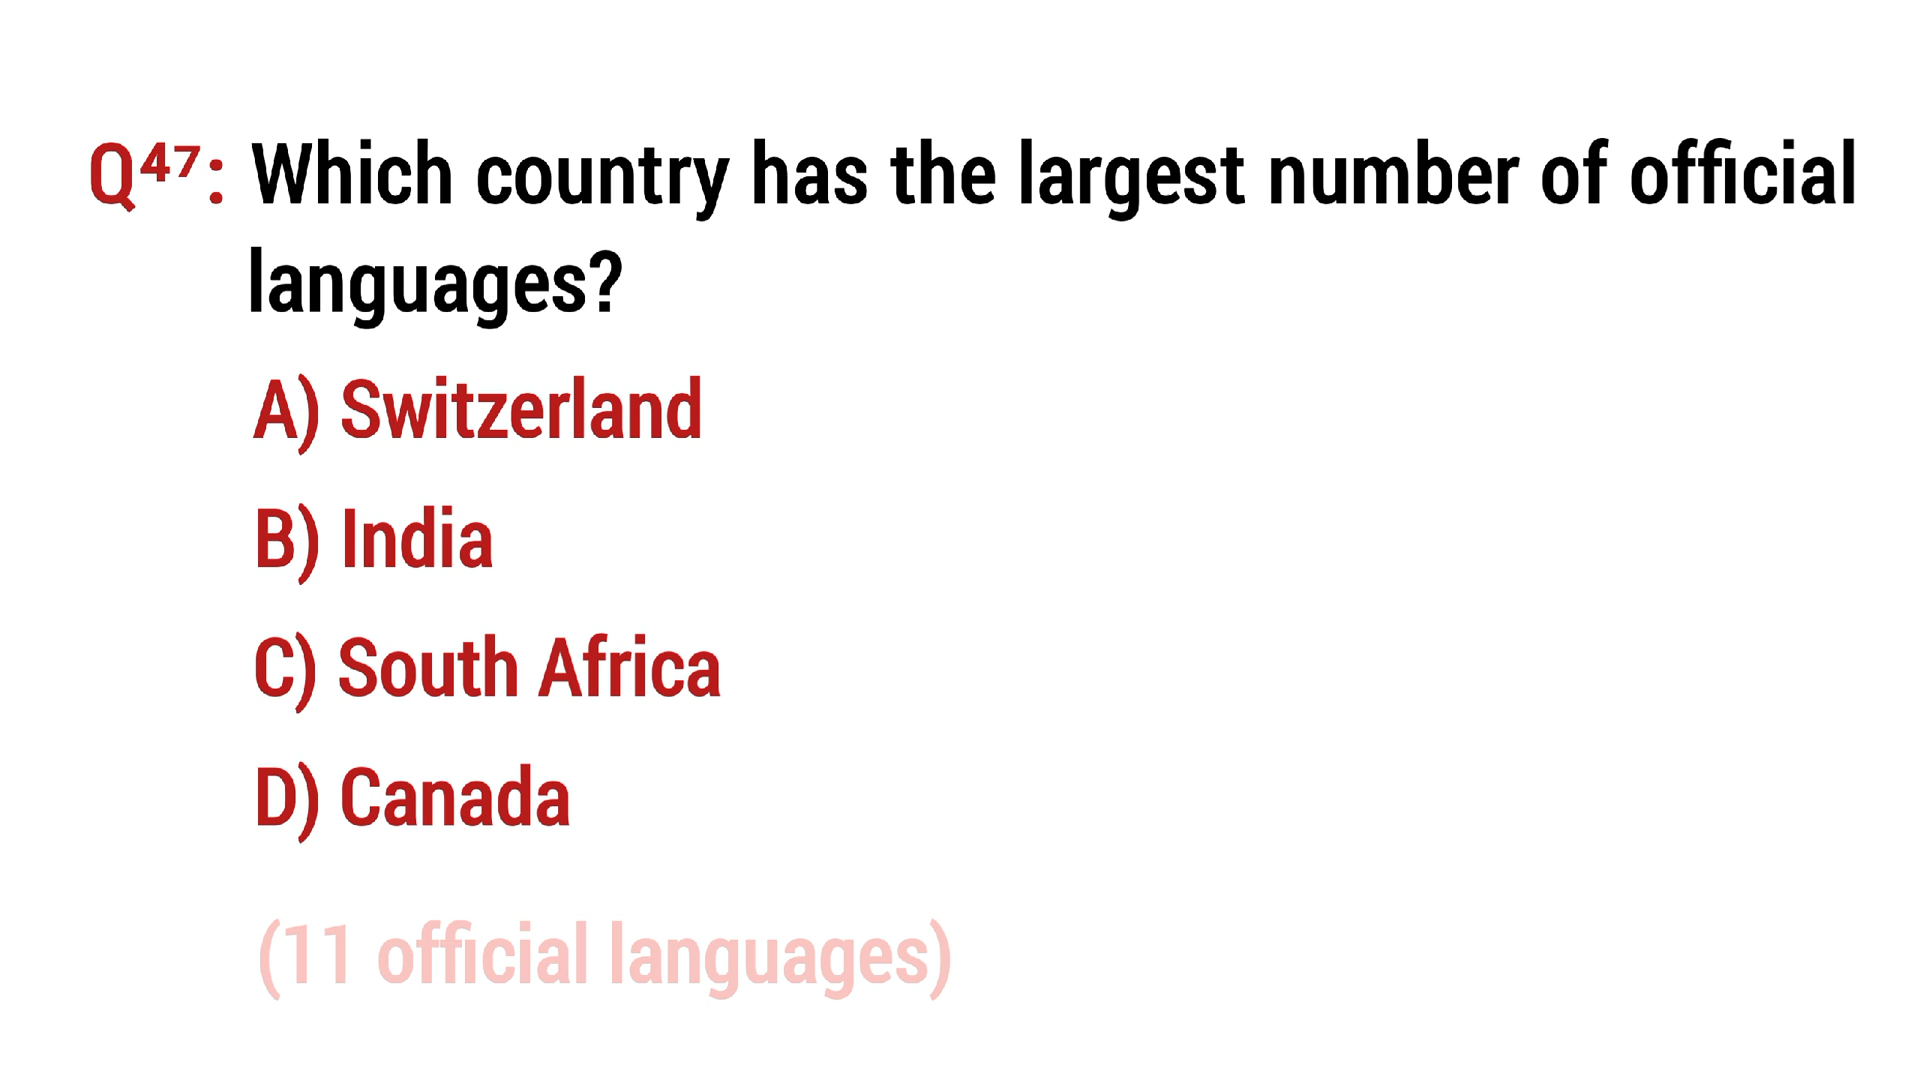 Q⁴⁷: Which country has the largest number of official
languages?
A) Switzerland
B) India
C) South Africa
D) Canada
(11 official languages)